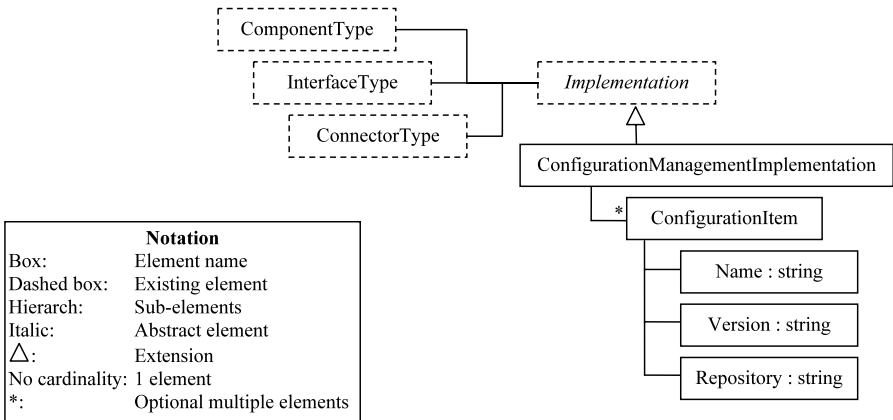 ComponentType
InterfaceType
ConnectorType
Implementation
ConfigurationManagementImplementation
*
ConfigurationItem
Name : string
Version : string
Repository : string
Notation
Box: Element name
Dashed box: Existing element
Hierarch: Sub-elements
Italic: Abstract element
△: Extension
No cardinality: 1 element
*: Optional multiple elements